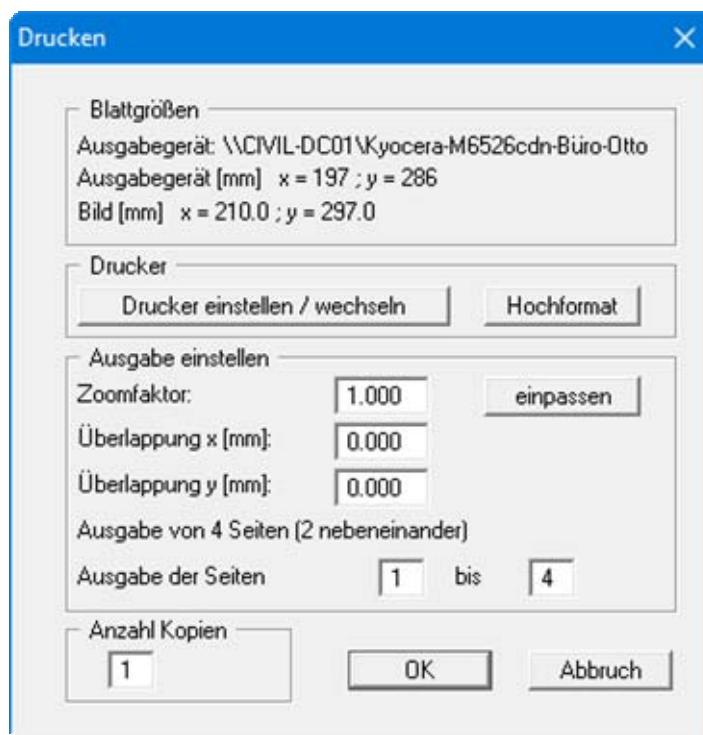 Drucken
Blattgrößen
Ausgabegerät: \\CIVIL-DC01\Kyocera-M6526cdn-Büro-Otto
Ausgabegerät [mm] x = 197 ; y = 286
Bild [mm] x = 210.0 ; y = 297.0
Drucker
Drucker einstellen / wechseln Hochformat
Ausgabe einstellen
Zoomfaktor: 1.000 einpassen
Überlappung x [mm]: 0.000
Überlappung y [mm]: 0.000
Ausgabe von 4 Seiten (2 nebeneinander)
Ausgabe der Seiten 1 bis 4
Anzahl Kopien
1 OK Abbruch